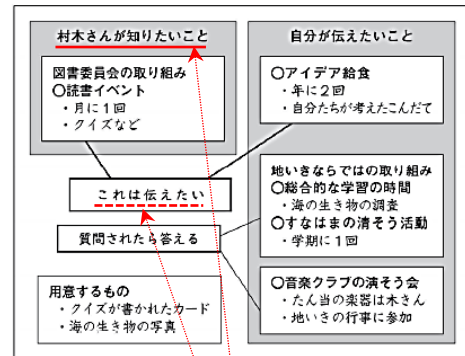 村木さんが知りたいこと
図書委員会の取り組み
○読書イベント
・月に1回
・クイズなど
自分が伝えたいこと
○アイデア給食
・年に2回
・自分たちが考えたこんだて
これは伝えたい
質問されたら答える
地いきならではの取り組み
○総合的な学習の時間
・海の生き物の調査
○すなはまの清そう活動
・学期に1回
○音楽クラブの演そう会
・たん当の楽器は木きん
・地いきの行事に参加
用意するもの
・クイズが書かれたカード
・海の生き物の写真